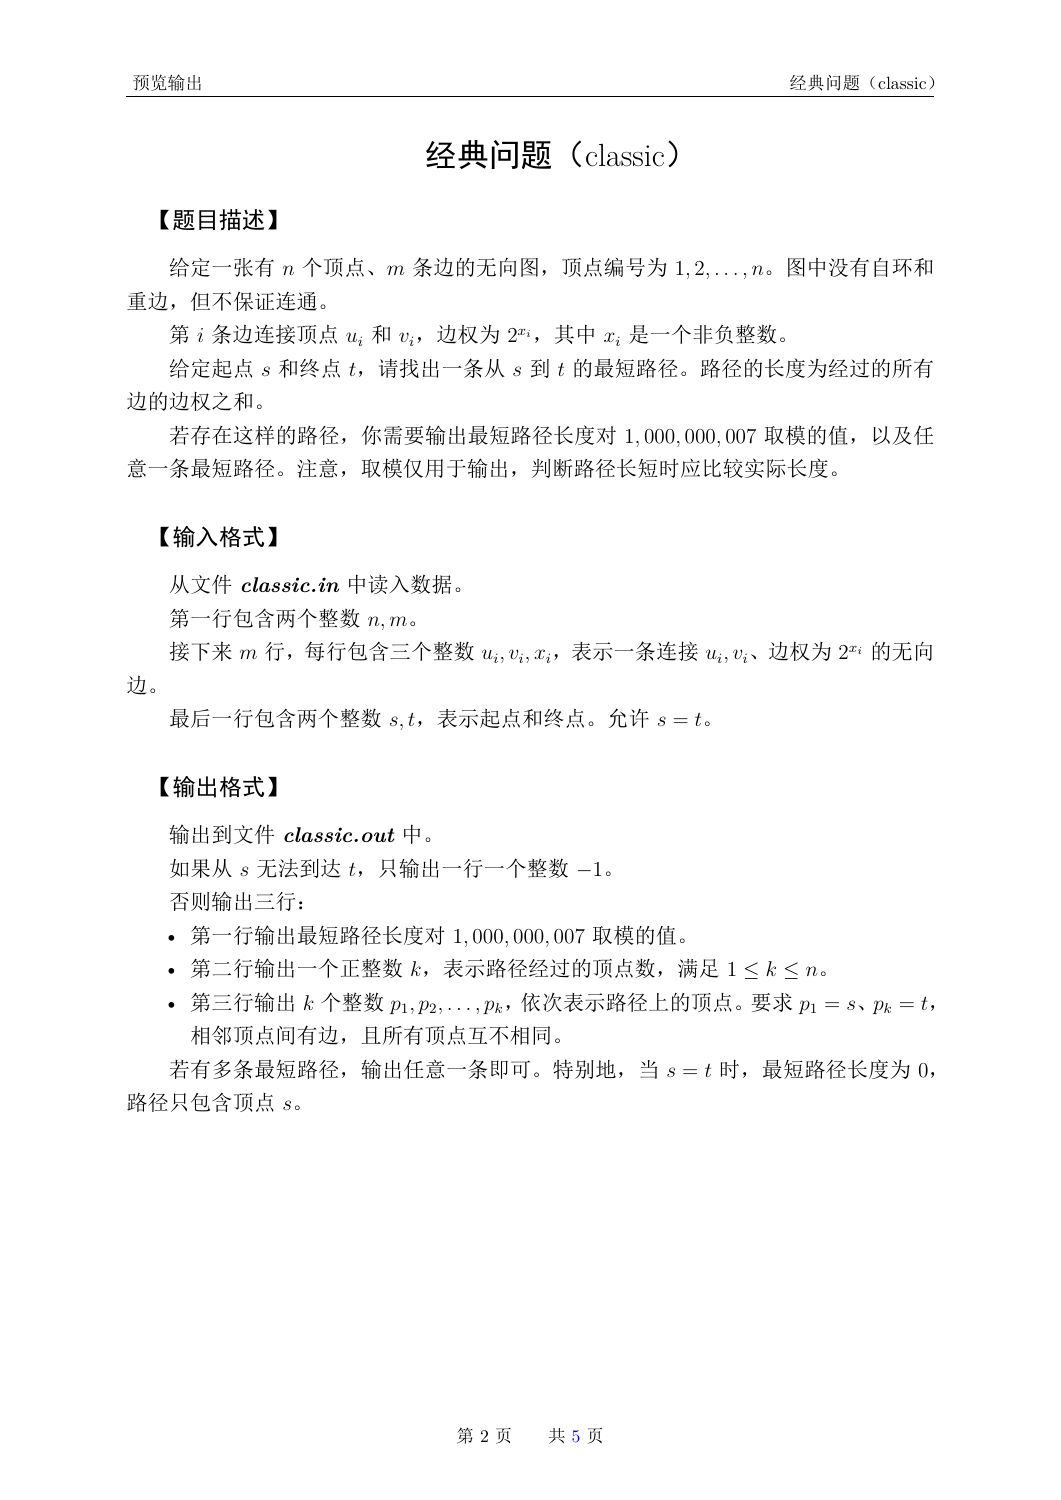 预览输出 经典问题（classic）
经典问题（classic）
【题目描述】
给定一张有 n 个顶点、m 条边的无向图，顶点编号为 1, 2, . . . , n。图中没有自环和
重边，但不保证连通。
第 i 条边连接顶点 uᵢ 和 vᵢ，边权为 2^{xᵢ}，其中 xᵢ 是一个非负整数。
给定起点 s 和终点 t，请找出一条从 s 到 t 的最短路径。路径的长度为经过的所有
边的边权之和。
若存在这样的路径，你需要输出最短路径长度对 1, 000, 000, 007 取模的值，以及任
意一条最短路径。注意，取模仅用于输出，判断路径长短时应比较实际长度。
【输入格式】
从文件 classic.in 中读入数据。
第一行包含两个整数 n, m。
接下来 m 行，每行包含三个整数 uᵢ, vᵢ, xᵢ，表示一条连接 uᵢ, vᵢ、边权为 2^{xᵢ} 的无向
边。
最后一行包含两个整数 s, t，表示起点和终点。允许 s = t。
【输出格式】
输出到文件 classic.out 中。
如果从 s 无法到达 t，只输出一行一个整数 −1。
否则输出三行：
• 第一行输出最短路径长度对 1, 000, 000, 007 取模的值。
• 第二行输出一个正整数 k，表示路径经过的顶点数，满足 1 ≤ k ≤ n。
• 第三行输出 k 个整数 p₁, p₂, . . . , pₖ，依次表示路径上的顶点。要求 p₁ = s、pₖ = t，
相邻顶点间有边，且所有顶点互不相同。
若有多条最短路径，输出任意一条即可。特别地，当 s = t 时，最短路径长度为 0，
路径只包含顶点 s。
第 2 页 共 5 页